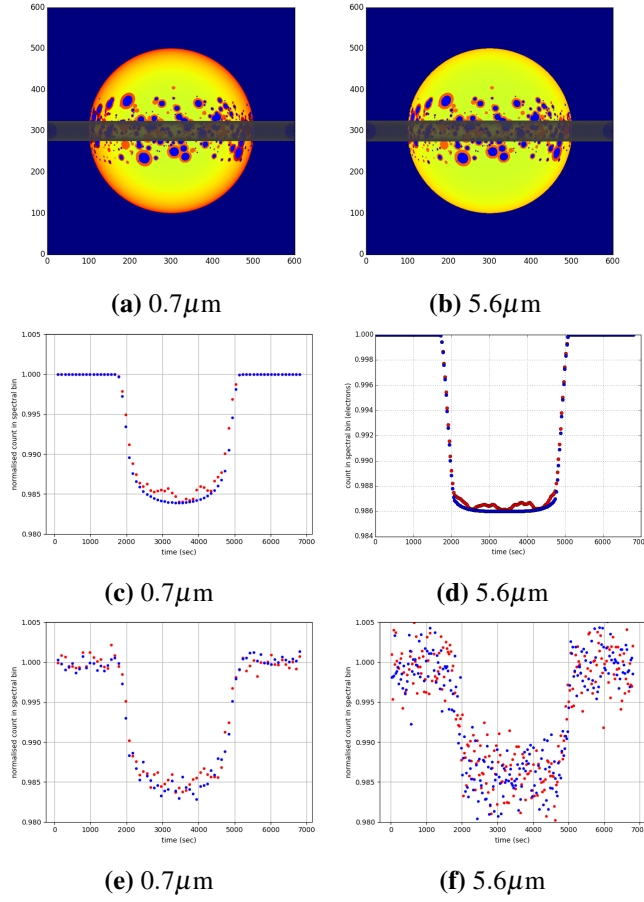 600
500
400
300
200
100
0
0 100 200 300 400 500 600
600
500
400
300
200
100
0
0 100 200 300 400 500 600
(a) 0.7μm
(b) 5.6μm
1.005
1.000
0.995
0.990
0.985
0.980
normalised count in spectral bin
0 1000 2000 3000 4000 5000 6000 7000
time (sec)
1.000
0.998
0.996
0.994
0.992
0.990
0.988
0.986
0.984
count in spectral bin (electrons)
0 1000 2000 3000 4000 5000 6000 700
time (sec)
(c) 0.7μm
(d) 5.6μm
1.005
1.000
0.995
0.990
0.985
0.980
normalised count in spectral bin
0 1000 2000 3000 4000 5000 6000 7000
time (sec)
1.005
1.000
0.995
0.990
0.985
0.980
normalised count in spectral bin
0 1000 2000 3000 4000 5000 6000 700
time (sec)
(e) 0.7μm
(f) 5.6μm